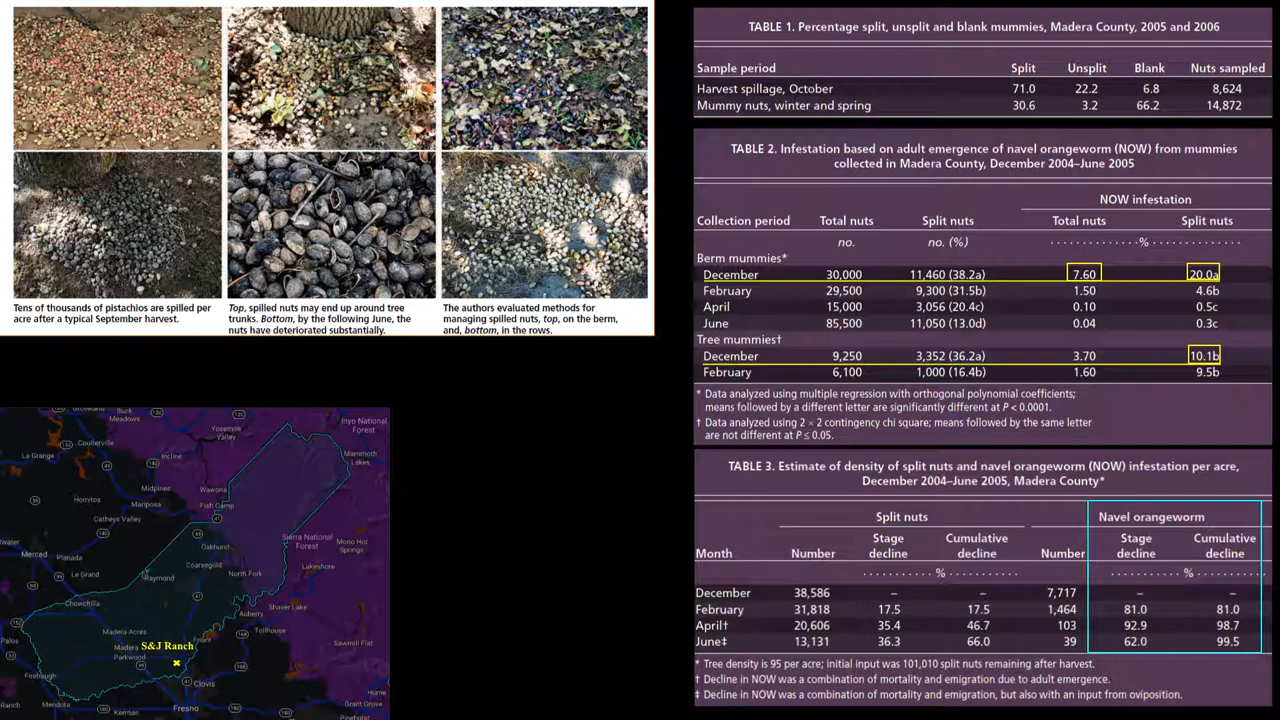 Tens of thousands of pistachios are spilled per
acre after a typical September harvest.
Top, spilled nuts may end up around tree
trunks. Bottom, by the following June, the
nuts have deteriorated substantially.
The authors evaluated methods for
managing spilled nuts, top, on the berm,
and, bottom, in the rows.
TABLE 1. Percentage split, unsplit and blank mummies, Madera County, 2005 and 2006
Sample period Split Unsplit Blank Nuts sampled
Harvest spillage, October 71.0 22.2 6.8 8,624
Mummy nuts, winter and spring 30.6 3.2 66.2 14,872
TABLE 2. Infestation based on adult emergence of navel orangeworm (NOW) from mummies
collected in Madera County, December 2004–June 2005
NOW infestation
Collection period Total nuts Split nuts Total nuts Split nuts
no. no. (%) . . . . . . . . . . . . . . % . . . . . . . . . . . . . .
Berm mummies*
December 30,000 11,460 (38.2a) 7.60 20.0a
February 29,500 9,300 (31.5b) 1.50 4.6b
April 15,000 3,056 (20.4c) 0.10
June 85,500 11,050 (13.0d) 0.04 0.3c
Tree mummies†
December 9,250 3,352 (36.2a) 3.70 10.1b
February 6,100 1,000 (16.4b) 1.60 9.5b
* Data analyzed using multiple regression with orthogonal polynomial coefficients;
means followed by a different letter are significantly different at P < 0.0001.
† Data analyzed using 2 × 2 contingency chi square; means followed by the same letter
are not different at P ≤ 0.05.
TABLE 3. Estimate of density of split nuts and navel orangeworm (NOW) infestation per acre,
December 2004–June 2005, Madera County*
Split nuts Navel orangeworm
Stage Cumulative Stage Cumulative
Month Number decline decline Number decline decline
. . . . . . . . % . . . . . . . . . . . . . . . . % . . . . . . . .
December 38,586 – – 7,717 – –
February 31,818 17.5 17.5 1,464 81.0 81.0
April† 20,606 35.4 46.7 103 92.9 98.7
June‡ 13,131 36.3 66.0 39 62.0 99.5
* Tree density is 95 per acre; initial input was 101,010 split nuts remaining after harvest.
† Decline in NOW was a combination of mortality and emigration due to adult emergence.
‡ Decline in NOW was a combination of mortality and emigration, but also with an input from oviposition.
Buck
Meadows
Yosemite
Valley
Inyo National
Forest
Coulterville
La Grange
Incline
Mammoth
Lakes
Midpines
Wawona
Hornitos
Mariposa
Fish Camp
Catheys Valley
Sierra National
Forest
Mono Hot
Springs
Merced
Planada
Oakhurst
Le Grand
Raymond
Coarsegold
North Fork
Lakeshore
Chowchilla
Auberry
Shaver Lake
Madera Acres
Tollhouse
Friant
Palos
Madera
S&J Ranch
Sawmill Flat
Parkwood
Firebaugh
Clovis
Hume
Ranch
Mendota
Kerman
Fresno
Pinehurst
Grant Grove